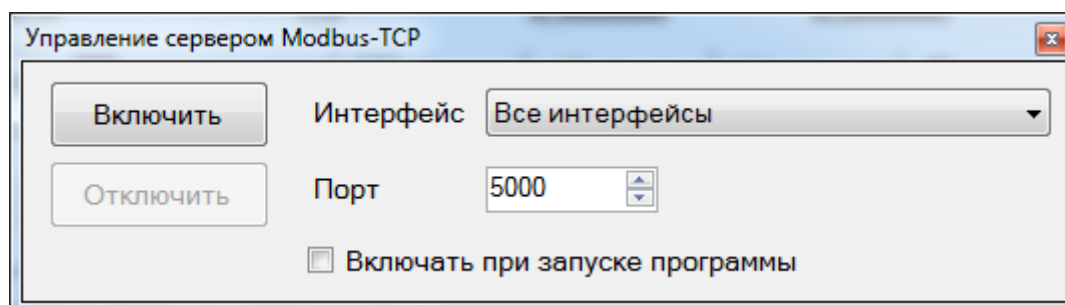 Управление сервером Modbus-TCP
Включить
Интерфейс
Все интерфейсы
Отключить
Порт
5000
Включать при запуске программы